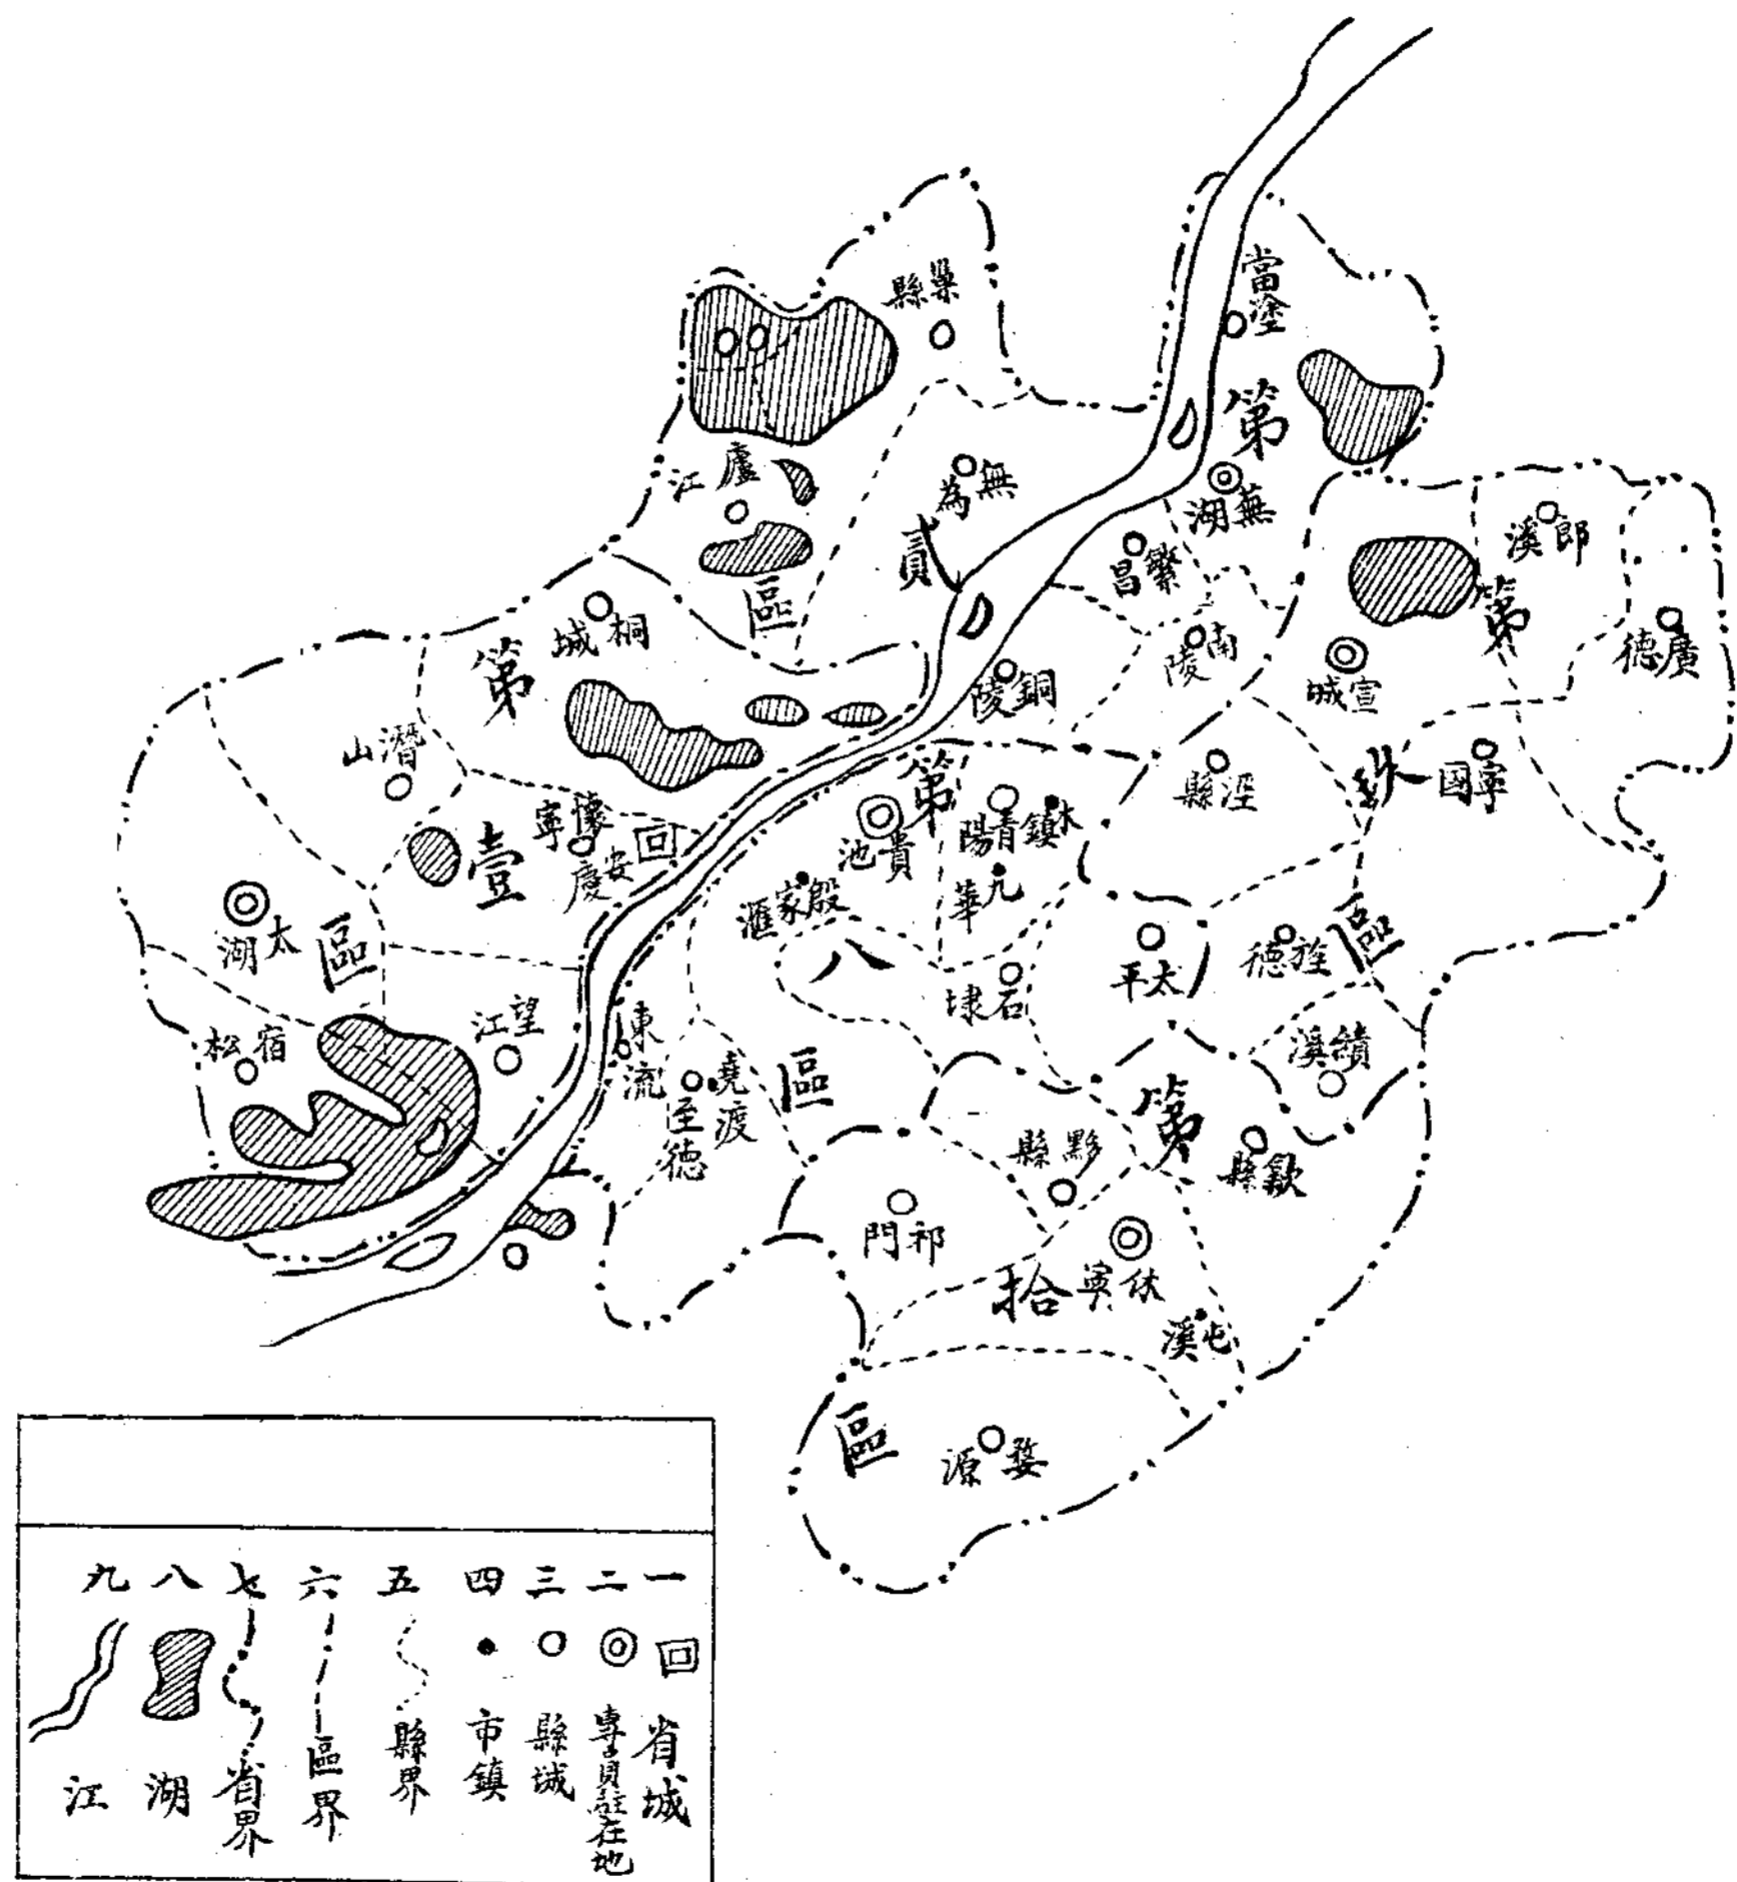 巢縣
當塗
廬江
無為
蕪湖
繁昌
南陵
銅陵
第貳區
郎溪
廣德
宣城
寧国
涇縣
旌德
第九區
桐城
潛山
懷寧
安慶
太湖
望江
宿松
第壹區
貴池
青陽
木鎮
九華
殷家滙
石埭
太平
東流
至德
堯渡
第八區
績溪
歙縣
黟縣
祁門
休寧
屯溪
婺源
第拾區
一 省城
二 專員駐在地
三 縣城
四 市鎮
五 縣界
六 區界
七 省界
八 湖
九 江